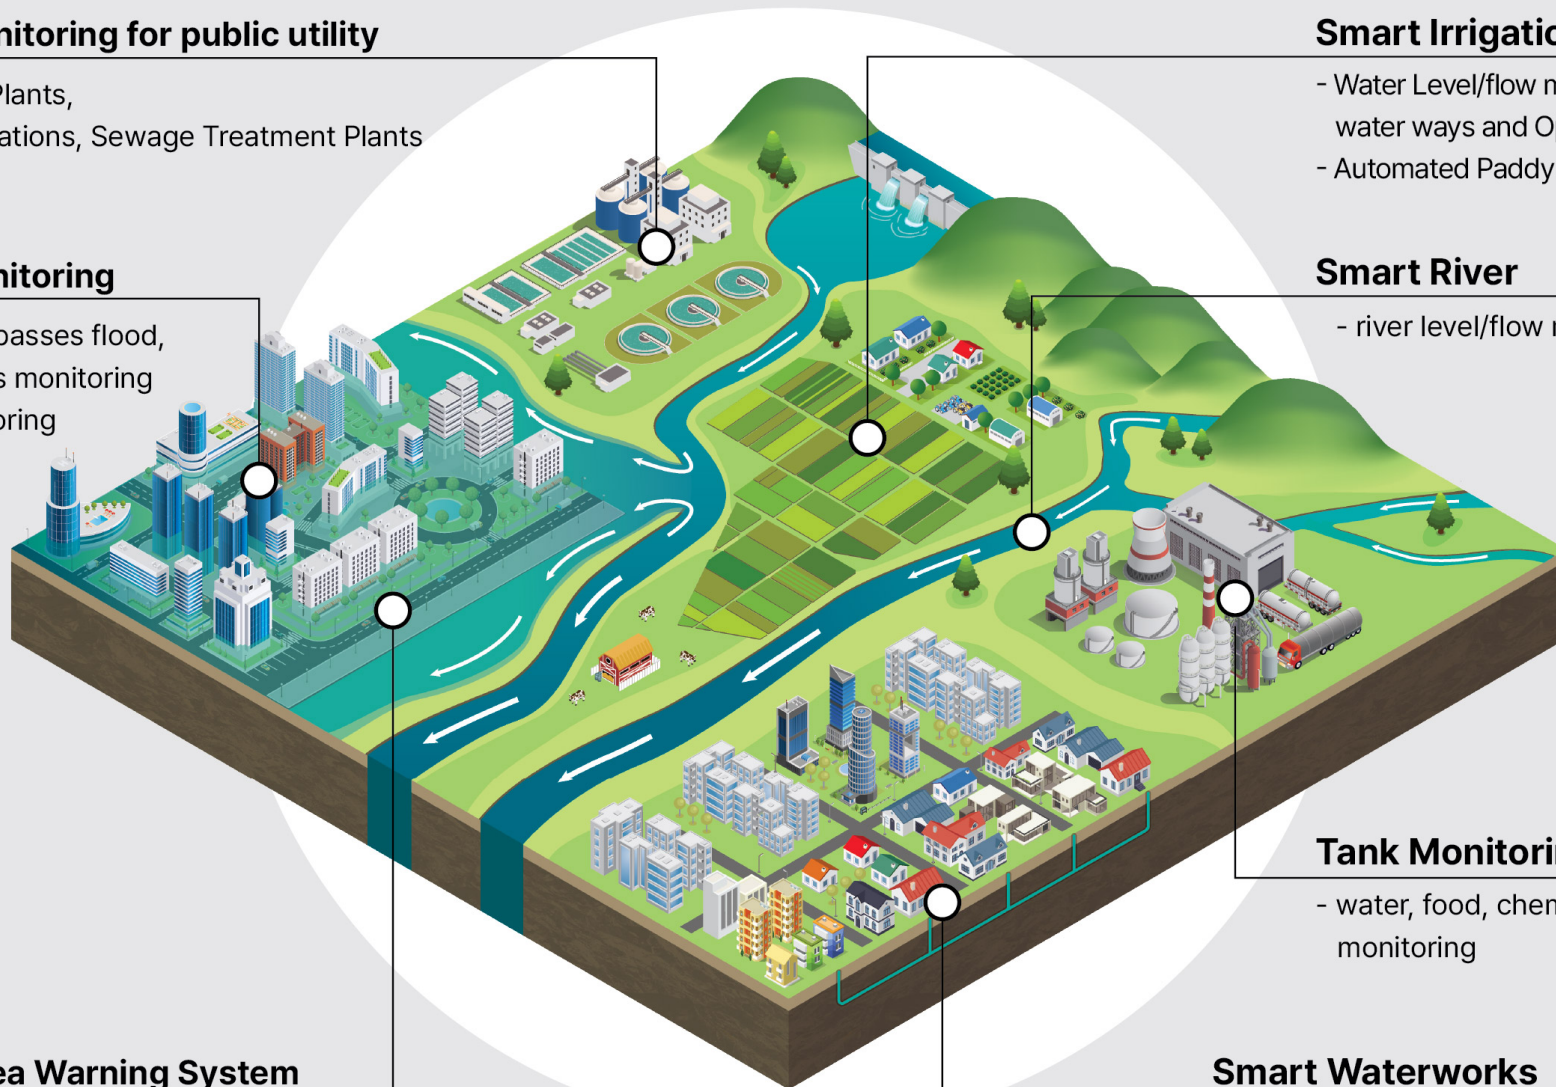 nitoring for public utility
Plants,
ations, Sewage Treatment Plants
nitoring
passes flood,
s monitoring
oring
ea Warning System
Smart Irrigatio
- Water Level/flow
water ways and O
- Automated Paddy
Smart River
- river level/flow
Tank Monitorin
- water, food, chem
monitoring
Smart Waterworks